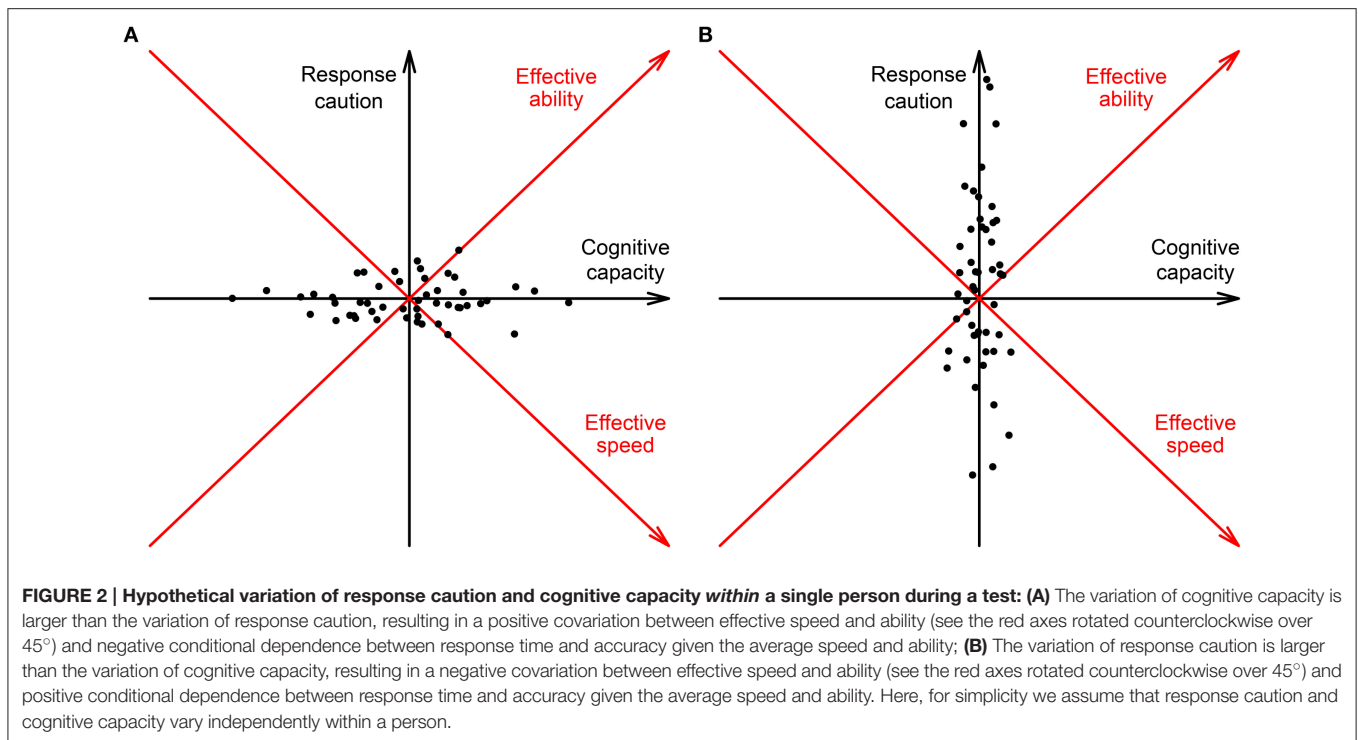 A
B
Response
caution
Effective
ability
Cognitive
capacity
Effective
speed
Response
caution
Effective
ability
Cognitive
capacity
Effective
speed
FIGURE 2 | Hypothetical variation of response caution and cognitive capacity within a single person during a test: (A) The variation of cognitive capacity is
larger than the variation of response caution, resulting in a positive covariation between effective speed and ability (see the red axes rotated counterclockwise over
45°) and negative conditional dependence between response time and accuracy given the average speed and ability; (B) The variation of response caution is larger
than the variation of cognitive capacity, resulting in a negative covariation between effective speed and ability (see the red axes rotated counterclockwise over 45°) and
positive conditional dependence between response time and accuracy given the average speed and ability. Here, for simplicity we assume that response caution and
cognitive capacity vary independently within a person.